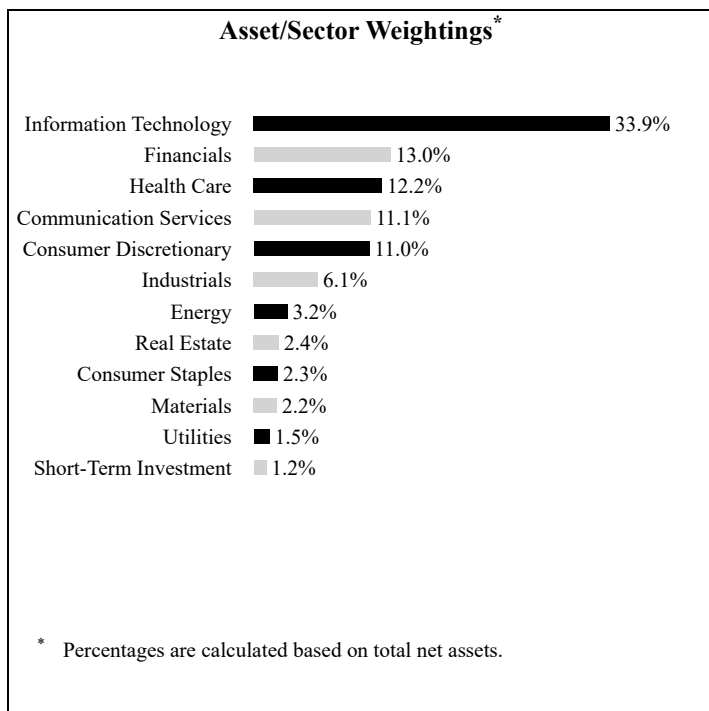 Asset/Sector Weightings*
Information Technology 33.9%
Financials 13.0%
Health Care 12.2%
Communication Services 11.1%
Consumer Discretionary 11.0%
Industrials 6.1%
Energy 3.2%
Real Estate 2.4%
Consumer Staples 2.3%
Materials 2.2%
Utilities 1.5%
Short-Term Investment 1.2%
* Percentages are calculated based on total net assets.